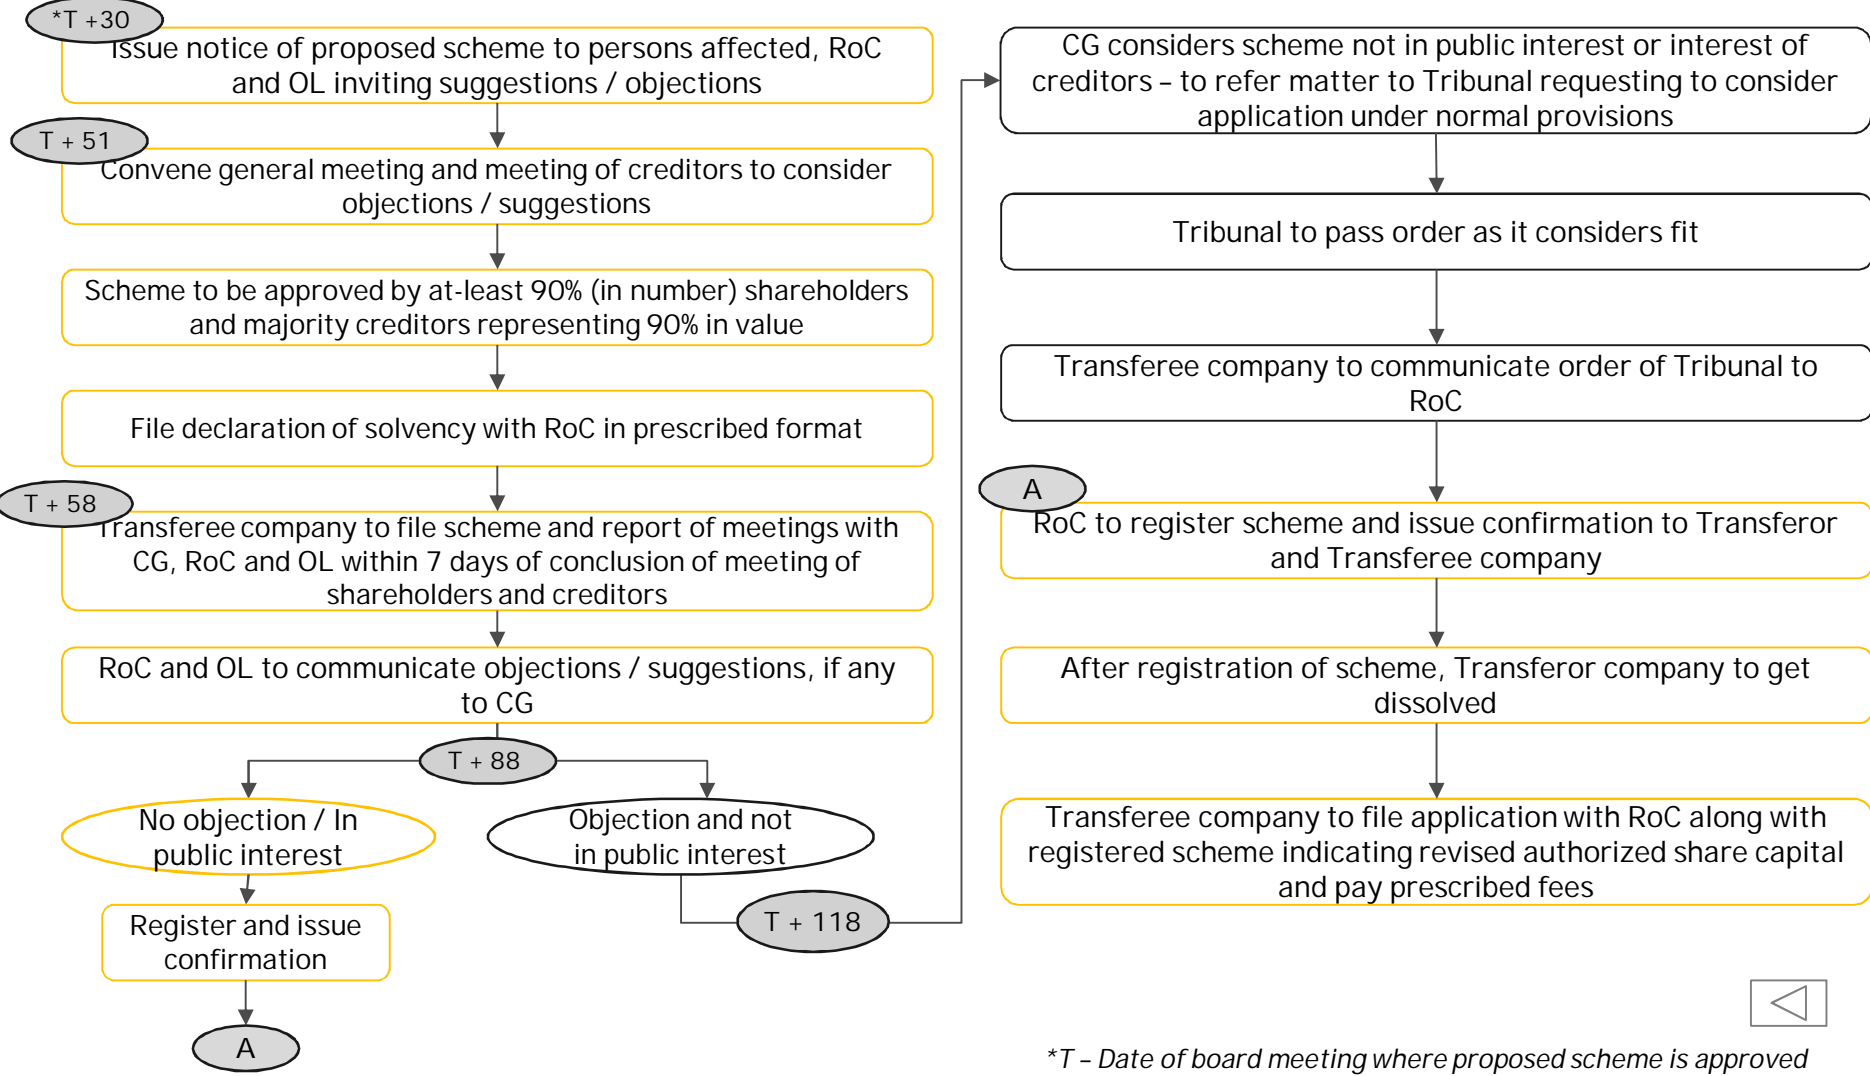 *T +30
Issue notice of proposed scheme to persons affected, RoC
and OL inviting suggestions / objections
T + 51
Convene general meeting and meeting of creditors to consider
objections / suggestions
Scheme to be approved by at-least 90% (in number) shareholders
and majority creditors representing 90% in value
File declaration of solvency with RoC in prescribed format
T + 58
Transferee company to file scheme and report of meetings with
CG, RoC and OL within 7 days of conclusion of meeting of
shareholders and creditors
RoC and OL to communicate objections / suggestions, if any
to CG
T + 88
No objection / In
public interest
Objection and not
in public interest
Register and issue
confirmation
T + 118
A
CG considers scheme not in public interest or interest of
creditors – to refer matter to Tribunal requesting to consider
application under normal provisions
Tribunal to pass order as it considers fit
Transferee company to communicate order of Tribunal to
RoC
A
RoC to register scheme and issue confirmation to Transferor
and Transferee company
After registration of scheme, Transferor company to get
dissolved
Transferee company to file application with RoC along with
registered scheme indicating revised authorized share capital
and pay prescribed fees
*T – Date of board meeting where proposed scheme is approved